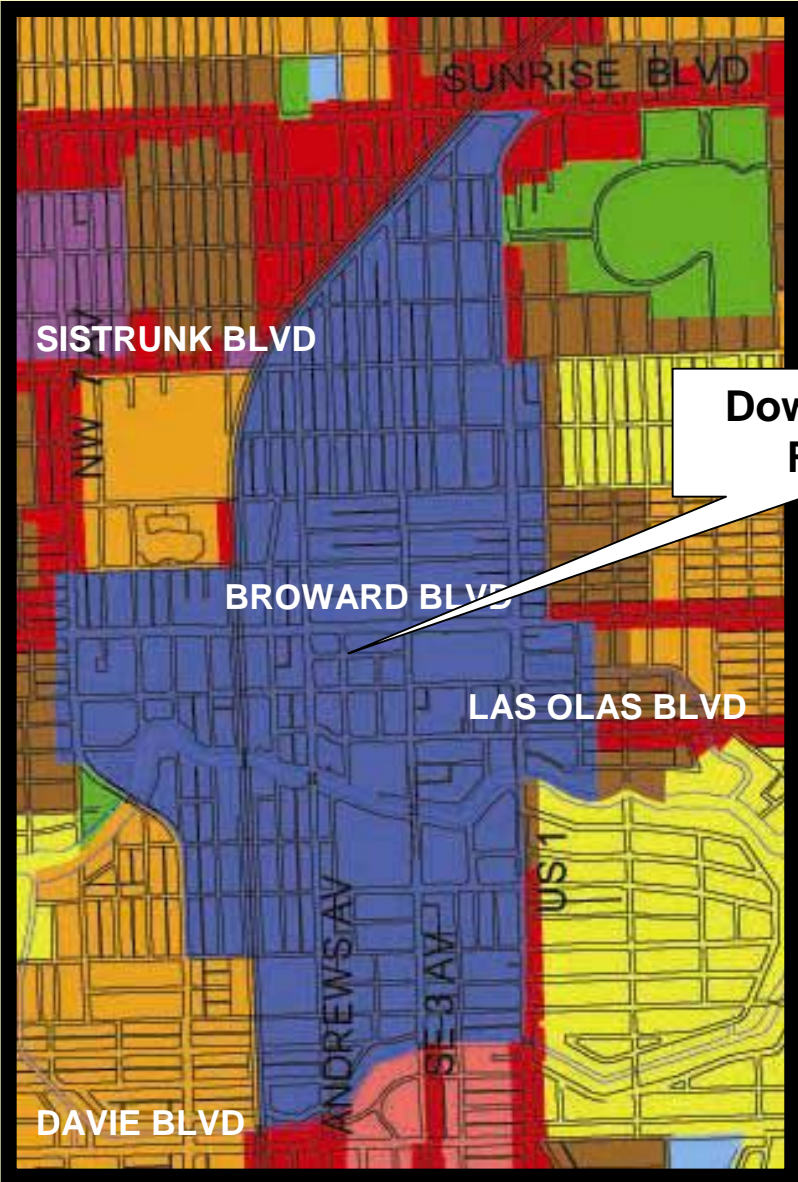 SUNRISE BLVD
SISTRUNK BLVD
NW 7 AV
BROWARD BLVD
LAS OLAS BLVD
US 1
ANDREWS AV
SE 3 AV
DAVIE BLVD